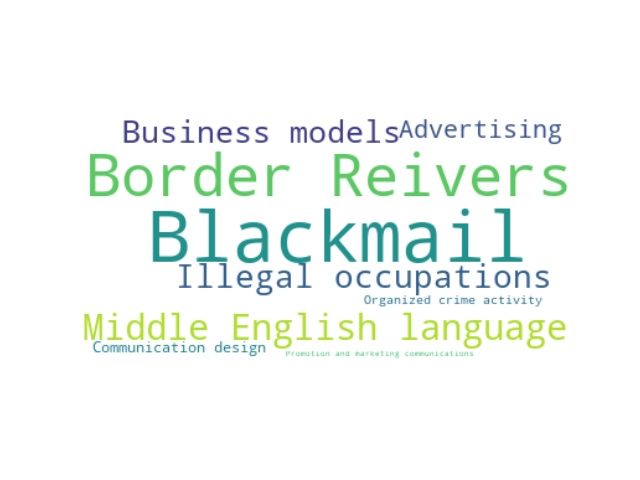 Business models
Advertising
Border Reivers
Blackmail
Illegal occupations
Organized crime activity
Middle English language
Communication design
Promotion and marketing communications